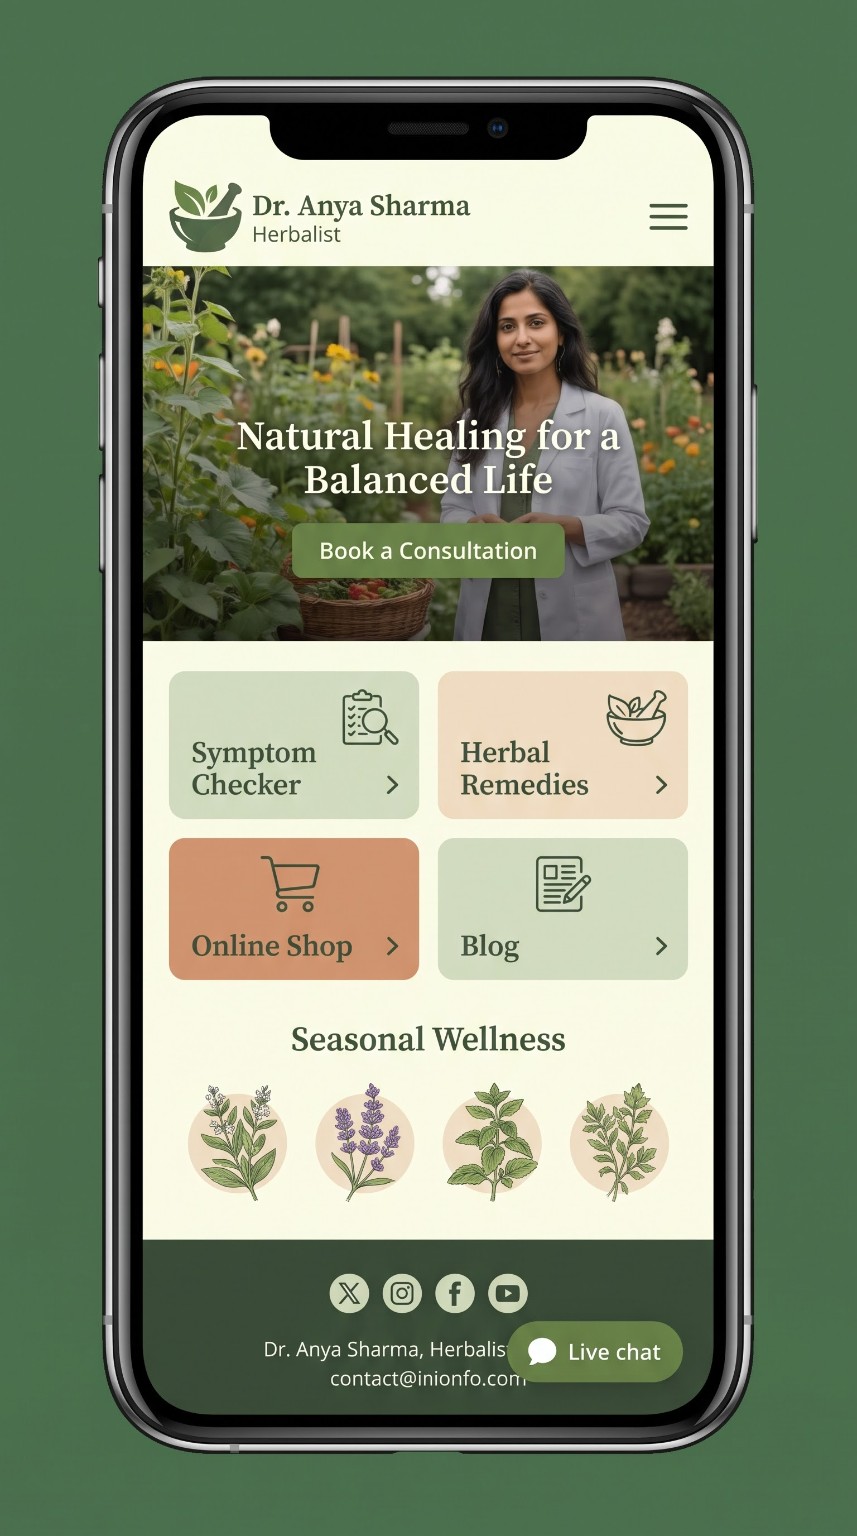 Dr. Anya Sharma
Herbalist
Natural Healing for a
Balanced Life
Book a Consultation
Symptom
Checker
Herbal
Remedies
Online Shop
Blog
Seasonal Wellness
Dr. Anya Sharma, Herbalist
contact@inionfo.com
Live chat